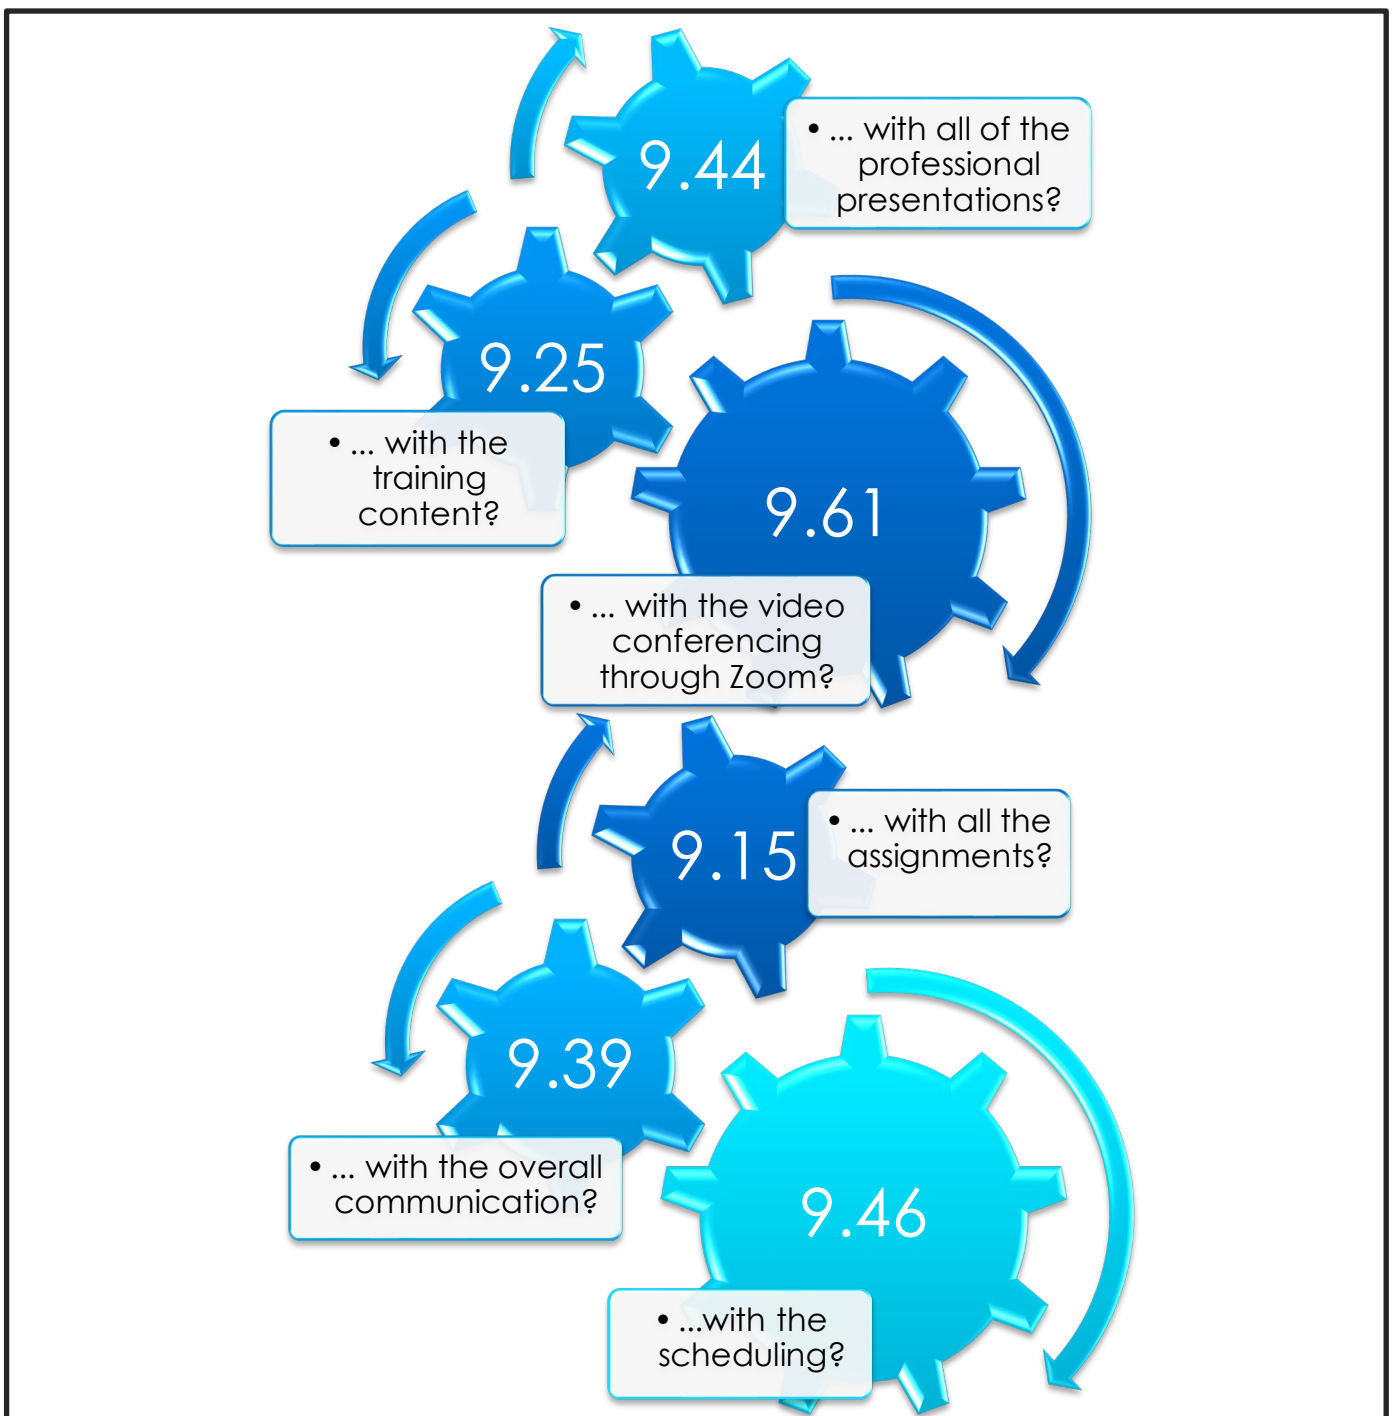 9.44
• ... with all of the
professional
presentations?
9.25
• ... with the
training
content?
9.61
• ... with the video
conferencing
through Zoom?
9.15
• ... with all the
assignments?
9.39
• ... with the overall
communication?
9.46
• ...with the
scheduling?